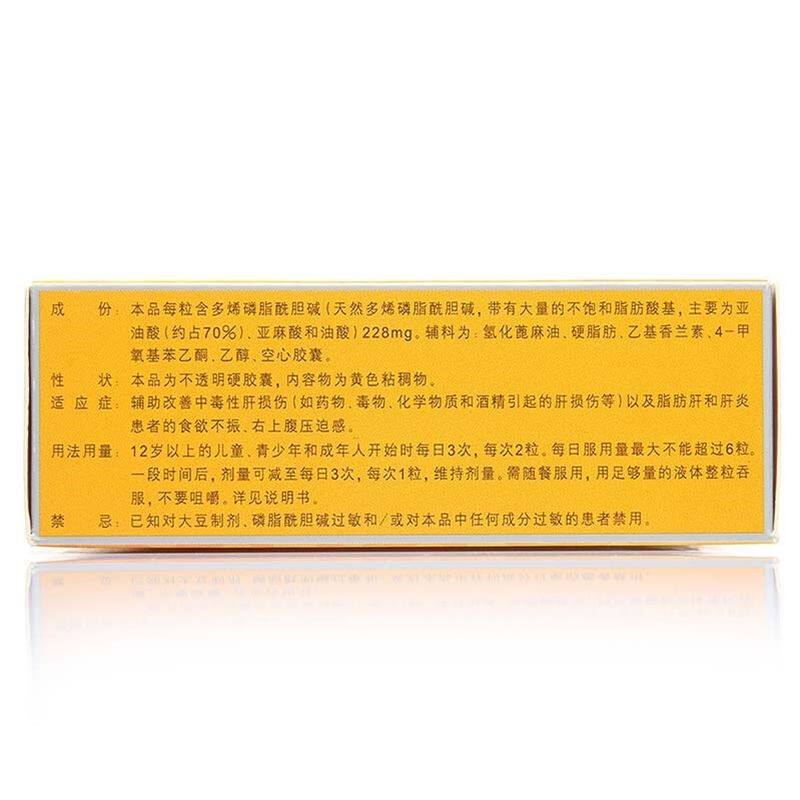 成 份：本品每粒含多烯磷脂酰胆碱（天然多烯磷脂酰胆碱，带有大量的不饱和脂肪酸基，主要为亚
油酸（约占70%）、亚麻酸和油酸）228mg。辅料为：氢化蓖麻油、硬脂肪、乙基香兰素、4-甲
氧基苯乙酮、乙醇、空心胶囊。
性 状：本品为不透明硬胶囊，内容物为黄色粘稠物。
适应症：辅助改善中毒性肝损伤（如药物、毒物、化学物质和酒精引起的肝损伤等）以及脂肪肝和肝炎
患者的食欲不振、右上腹压迫感。
用法用量：12岁以上的儿童、青少年和成年人开始时每日3次，每次2粒。每日服用量最大不能超过6粒。
一段时间后，剂量可减至每日3次，每次1粒，维持剂量。需随餐服用，用足够量的液体整粒吞
服，不要咀嚼。详见说明书。
禁 忌：已知对大豆制剂、磷脂酰胆碱过敏和/或对本品中任何成分过敏的患者禁用。